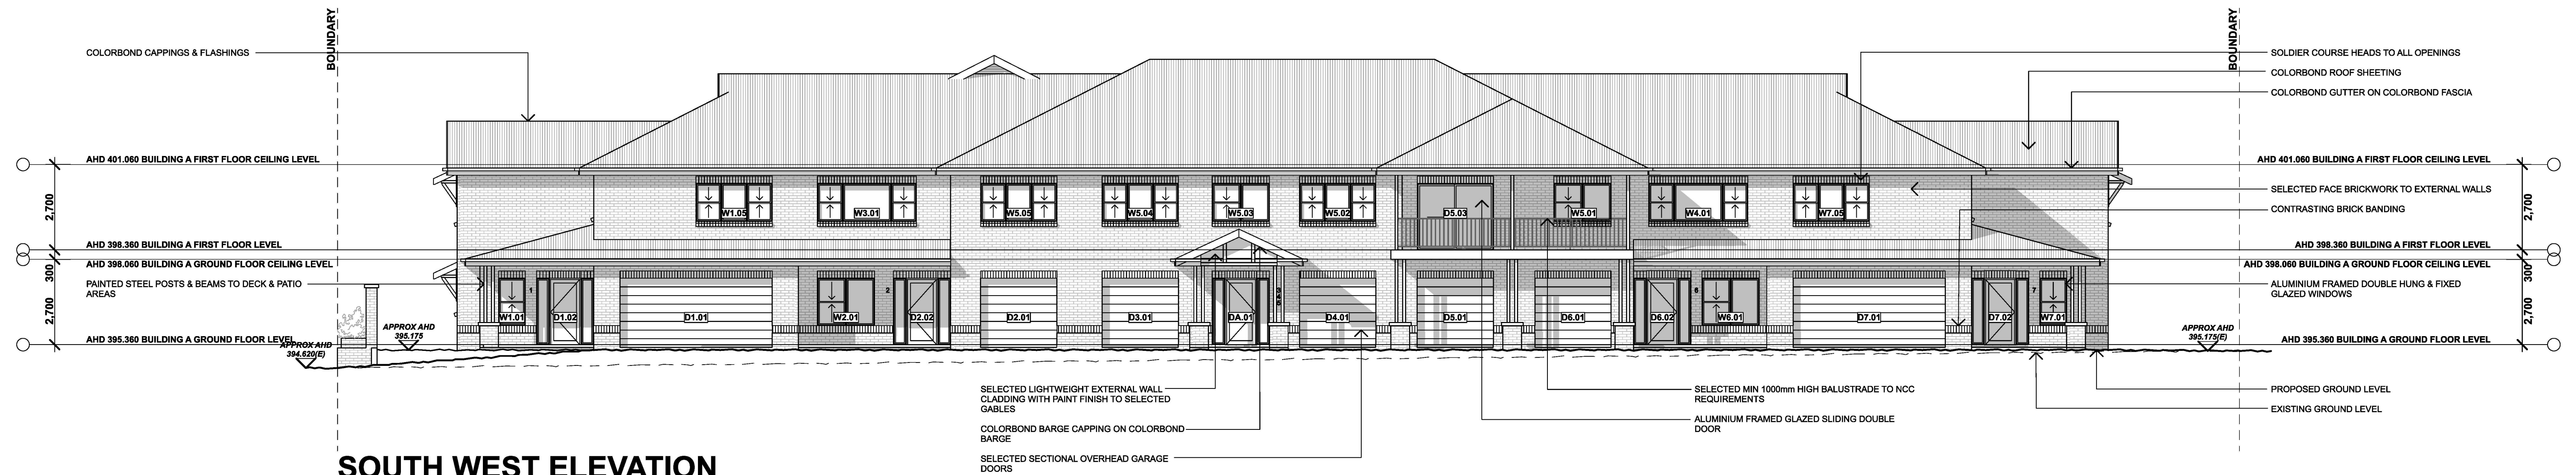 BOUNDARY
BOUNDARY
COLORBOND CAPPINGS & FLASHINGS
SOLDIER COURSE HEADS TO ALL OPENINGS
COLORBOND ROOF SHEETING
COLORBOND GUTTER ON COLORBOND FASCIA
AHD 401.060 BUILDING A FIRST FLOOR CEILING LEVEL
AHD 401.060 BUILDING A FIRST FLOOR CEILING LEVEL
2,700
2,700
SELECTED FACE BRICKWORK TO EXTERNAL WALLS
CONTRASTING BRICK BANDING
W1.05
W3.01
W5.05
W5.04
W5.03
W5.02
D5.03
W5.01
W4.01
W7.05
AHD 398.360 BUILDING A FIRST FLOOR LEVEL
AHD 398.360 BUILDING A FIRST FLOOR LEVEL
300
300
AHD 398.060 BUILDING A GROUND FLOOR CEILING LEVEL
AHD 398.060 BUILDING A GROUND FLOOR CEILING LEVEL
PAINTED STEEL POSTS & BEAMS TO DECK & PATIO
AREAS
ALUMINIUM FRAMED DOUBLE HUNG & FIXED
GLAZED WINDOWS
2,700
2,700
1
2
6
7
W1.01
D1.02
D1.01
W2.01
D2.02
D2.01
D3.01
DA.01
D4.01
D5.01
D6.01
D6.02
W6.01
D7.01
D7.02
W7.01
APPROX AHD
395.175
APPROX AHD
395.175(E)
AHD 395.360 BUILDING A GROUND FLOOR LEVEL
AHD 395.360 BUILDING A GROUND FLOOR LEVEL
APPROX AHD
394.620(E)
SELECTED LIGHTWEIGHT EXTERNAL WALL
CLADDING WITH PAINT FINISH TO SELECTED
GABLES
COLORBOND BARGE CAPPING ON COLORBOND
BARGE
SELECTED SECTIONAL OVERHEAD GARAGE
DOORS
SELECTED MIN 1000mm HIGH BALUSTRADE TO NCC
REQUIREMENTS
ALUMINIUM FRAMED GLAZED SLIDING DOUBLE
DOOR
PROPOSED GROUND LEVEL
EXISTING GROUND LEVEL
SOUTH WEST ELEVATION